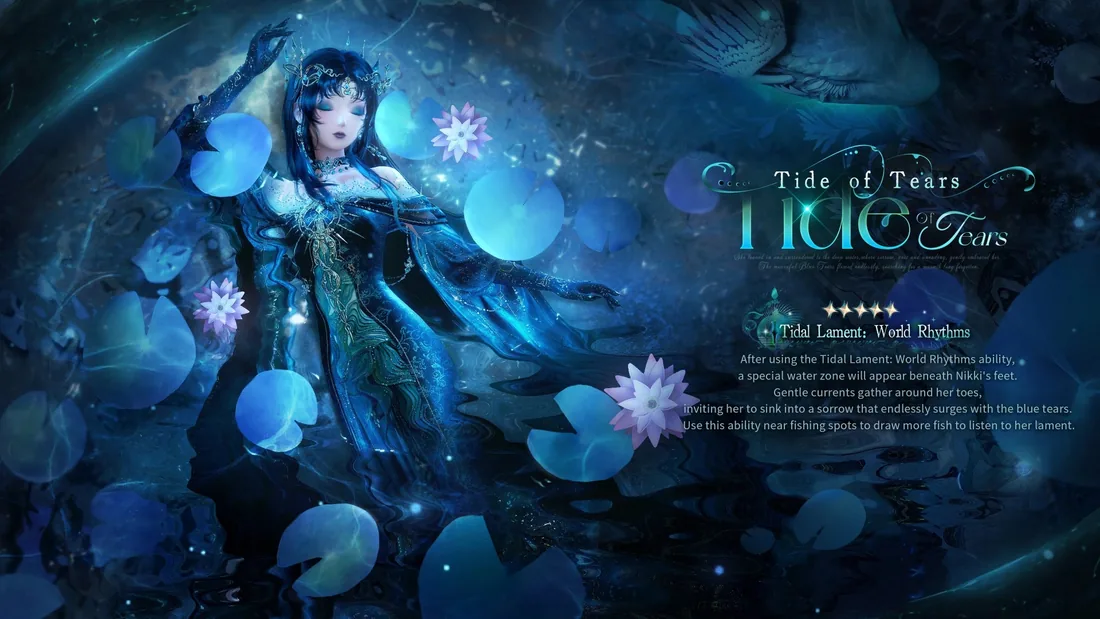 Tide of Tears
Tide of Tears
Tidal Lament: World Rhythms
After using the Tidal Lament: World Rhythms ability,
a special water zone will appear beneath Nikki's feet.
Gentle currents gather around her toes,
inviting her to sink into a sorrow that endlessly surges with the blue tears.
Use this ability near fishing spots to draw more fish to listen to her lament.